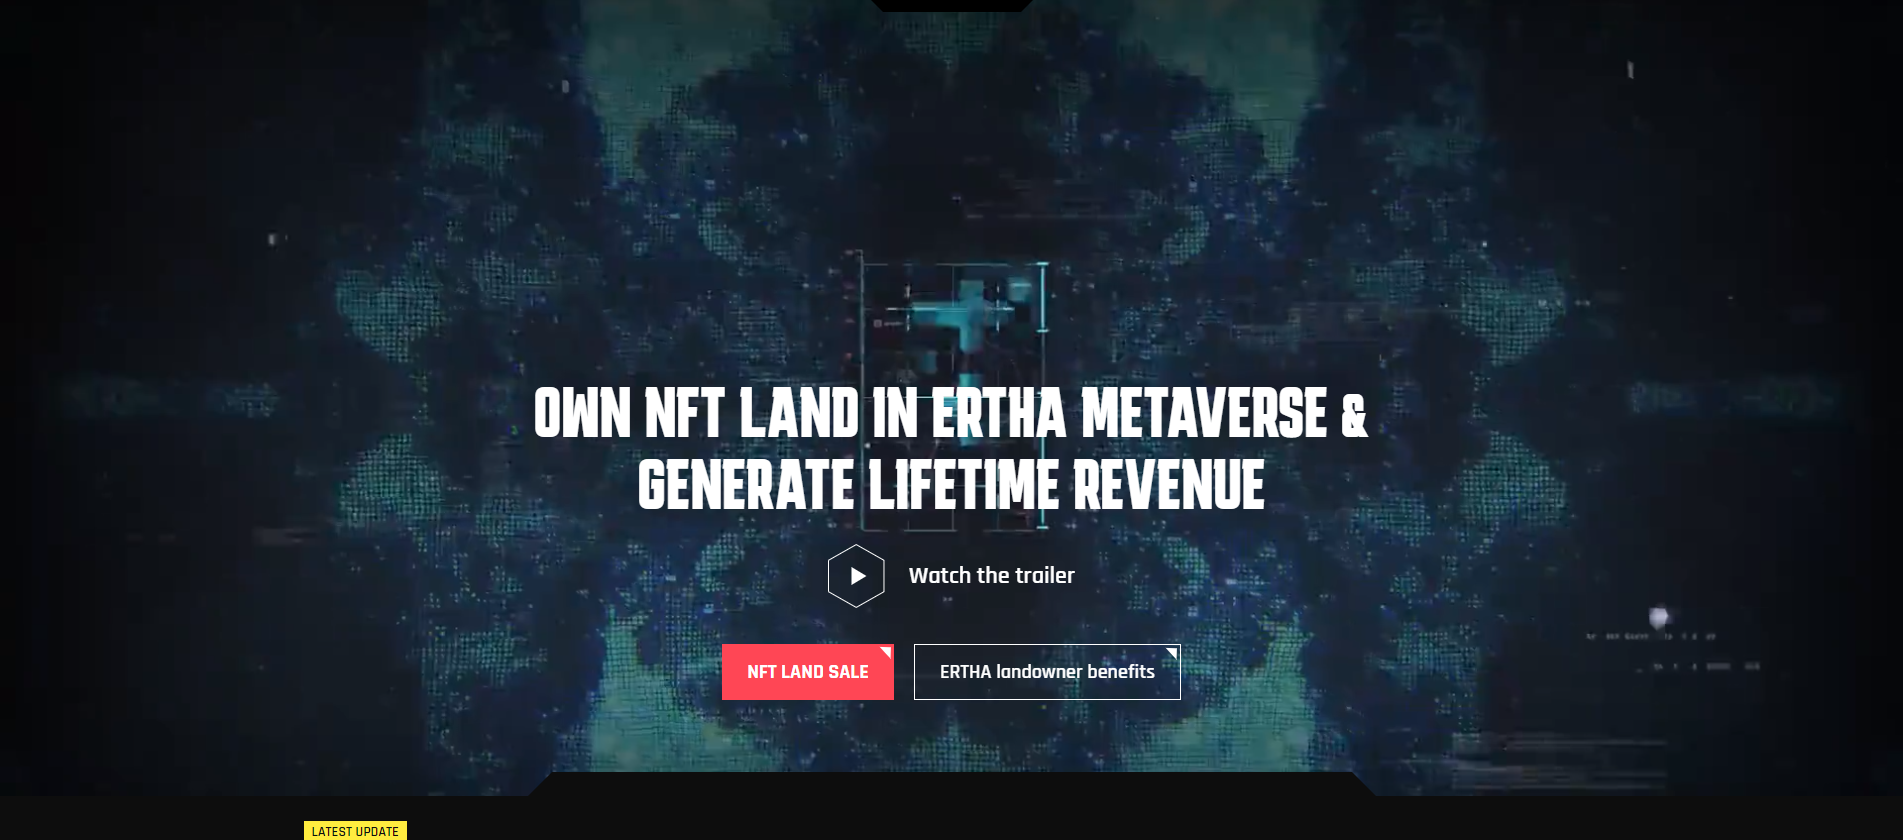 OWN NFT LAND IN ERTHA METAVERSE &
GENERATE LIFETIME REVENUE
Watch the trailer
NFT LAND SALE
ERTHA landowner benefits
LATEST UPDATE